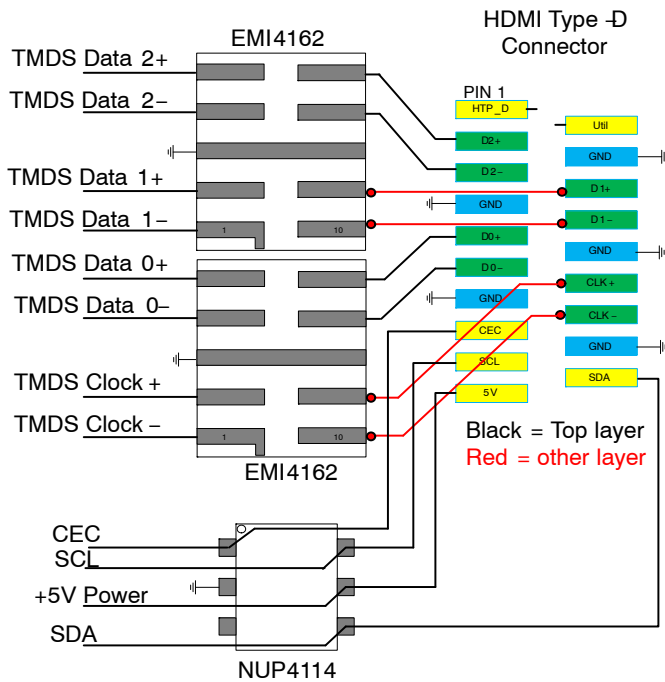 HDMI Type -D
Connector
EMI4162
TMDS Data 2+
TMDS Data 2-
TMDS Data 1+
TMDS Data 1-
1
10
TMDS Data 0+
TMDS Data 0-
TMDS Clock +
TMDS Clock -
1
10
EMI4162
PIN 1
HTP_D
D2+
D2-
GND
D0+
D0-
GND
CEC
SCL
5V
Util
GND
D1+
D1-
GND
CLK+
CLK-
GND
SDA
Black = Top layer
Red = other layer
CEC
SCL
+5V Power
SDA
NUP4114